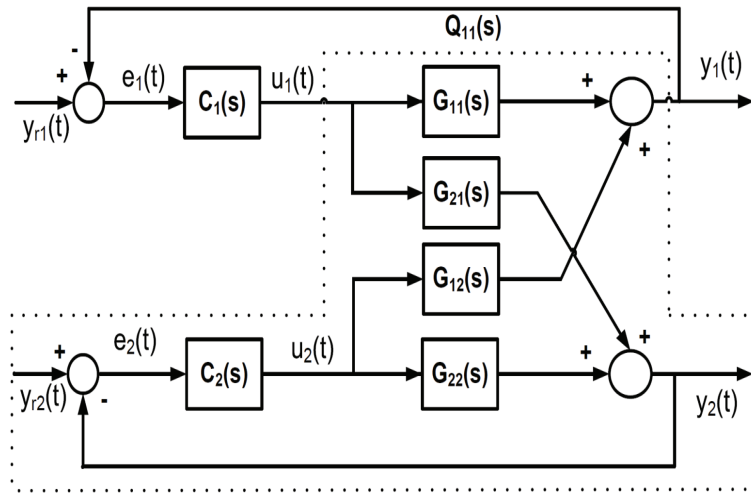 Q₁₁(s)
-
+
e₁(t)
C₁(s)
u₁(t)
G₁₁(s)
+
+
y₁(t)
yᵣ₁(t)
G₂₁(s)
G₁₂(s)
+
e₂(t)
C₂(s)
u₂(t)
G₂₂(s)
+
+
yᵣ₂(t)
-
y₂(t)